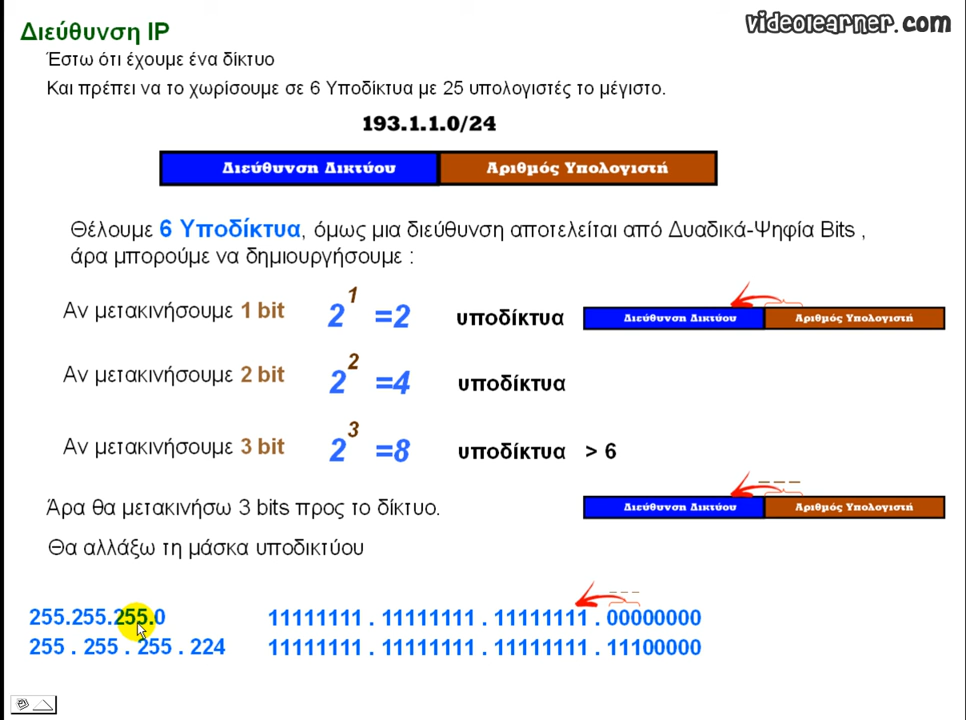 Διεύθυνση IP
videolearner.com
Έστω ότι έχουμε ένα δίκτυο
Και πρέπει να το χωρίσουμε σε 6 Υποδίκτυα με 25 υπολογιστές το μέγιστο.
193.1.1.0/24
Διεύθυνση Δικτύου Αριθμός Υπολογιστή
Θέλουμε 6 Υποδίκτυα, όμως μια διεύθυνση αποτελείται από Δυαδικά-Ψηφία Bits ,
άρα μπορούμε να δημιουργήσουμε :
Αν μετακινήσουμε 1 bit 2^1 =2 υποδίκτυα Διεύθυνση Δικτύου Αριθμός Υπολογιστή
Αν μετακινήσουμε 2 bit 2^2 =4 υποδίκτυα
Αν μετακινήσουμε 3 bit 2^3 =8 υποδίκτυα > 6
Άρα θα μετακινήσω 3 bits προς το δίκτυο. Διεύθυνση Δικτύου Αριθμός Υπολογιστή
Θα αλλάξω τη μάσκα υποδικτύου
255.255.255.0 11111111 . 11111111 . 11111111 . 00000000
255 . 255 . 255 . 224 11111111 . 11111111 . 11111111 . 11100000